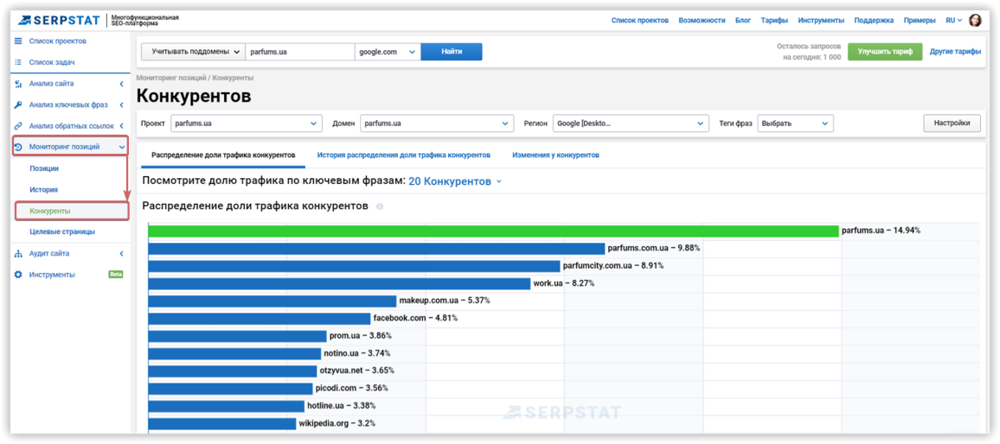 SERPSTAT
Многофункциональная
SEO-платформа
Список проектов
Возможности
Блог
Тарифы
Инструменты
Поддержка
Примеры
RU
Список проектов
Список задач
Анализ сайта
Анализ ключевых фраз
Анализ обратных ссылок
Мониторинг позиций
Позиции
История
Конкуренты
Целевые страницы
Аудит сайта
Инструменты
Beta
Учитывать поддомены
parfums.ua
google.com
Найти
Осталось запросов
на сегодня: 1 000
Улучшить тариф
Другие тарифы
Мониторинг позиций / Конкуренты
Конкурентов
Проект
parfums.ua
Домен
parfums.ua
Регион
Google [Deskto...
Теги фраз
Выбрать
Настройки
Распределение доли трафика конкурентов
История распределения доли трафика конкурентов
Изменения у конкурентов
Посмотрите долю трафика по ключевым фразам: 20 Конкурентов
Распределение доли трафика конкурентов
parfums.ua – 14.94%
parfums.com.ua – 9.88%
parfumcity.com.ua – 8.91%
work.ua – 8.27%
makeup.com.ua – 5.37%
facebook.com – 4.81%
prom.ua – 3.86%
notino.ua – 3.74%
otzyvua.net – 3.65%
picodi.com – 3.56%
hotline.ua – 3.38%
wikipedia.org – 3.2%
SERPSTAT